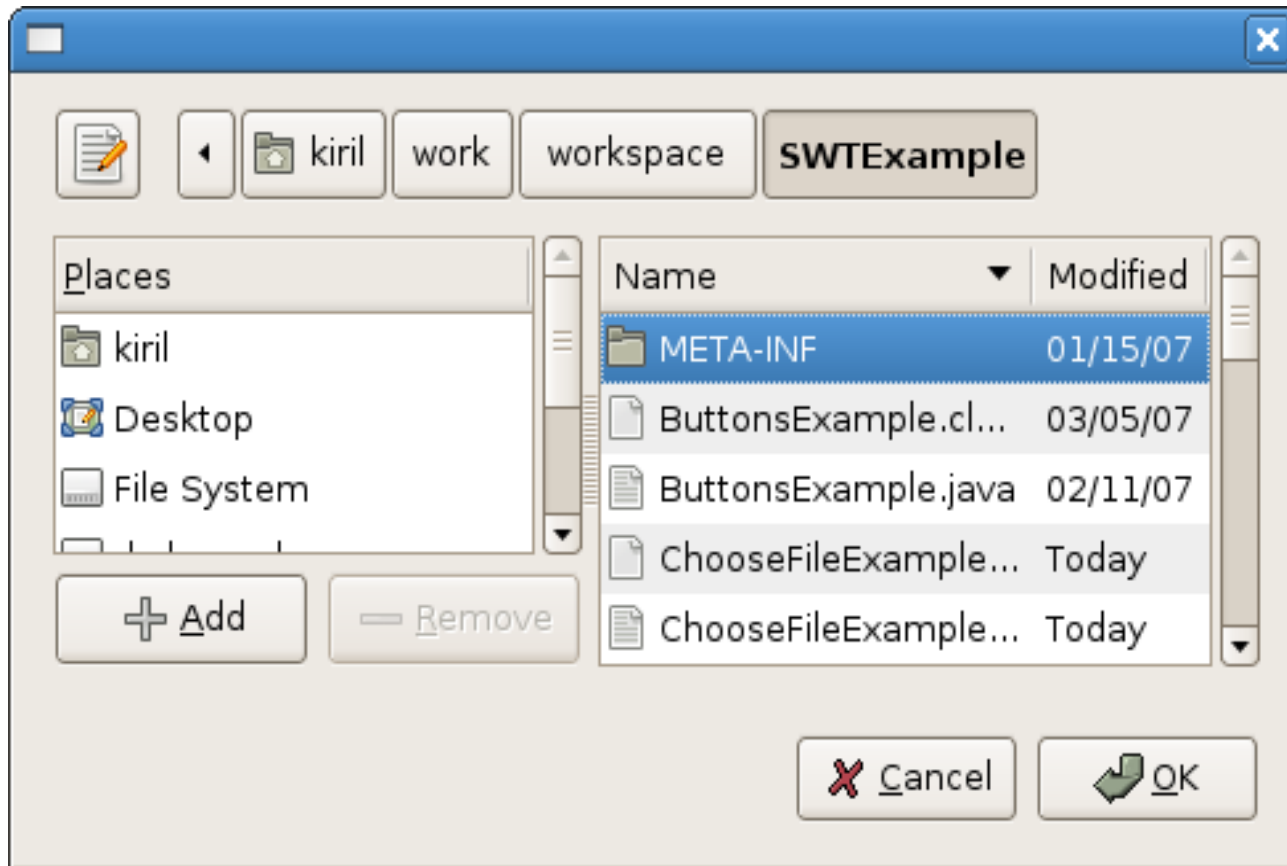 kiril work workspace SWTExample
Places
kiril
Desktop
File System
Add Remove
Name Modified
META-INF 01/15/07
ButtonsExample.cl... 03/05/07
ButtonsExample.java 02/11/07
ChooseFileExample... Today
ChooseFileExample... Today
Cancel OK